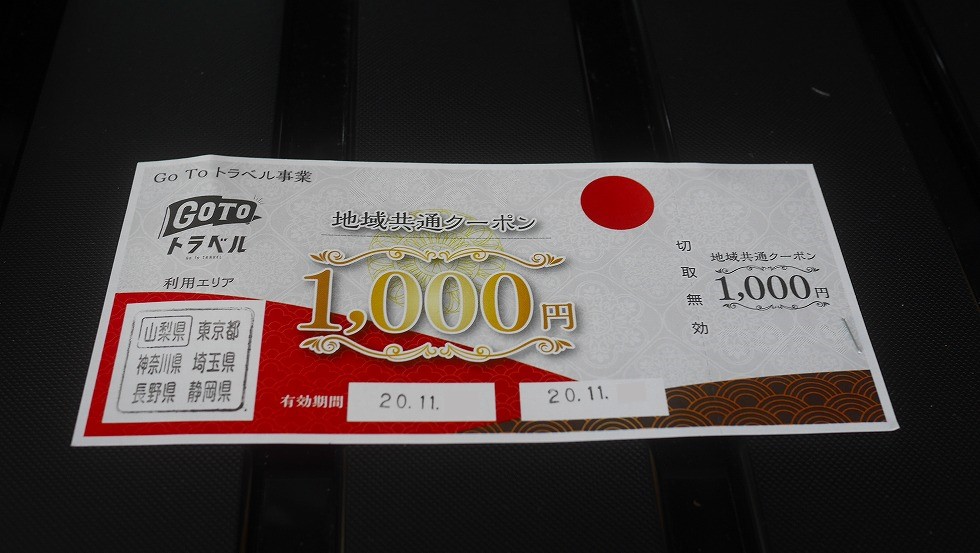 Go To トラベル事業
GOTO
トラベル
Go To TRAVEL
地域共通クーポン
1,000円
利用エリア
山梨県 東京都
神奈川県 埼玉県
長野県 静岡県
有効期間 20.11. 20.11.
切取無効
地域共通クーポン
1,000円